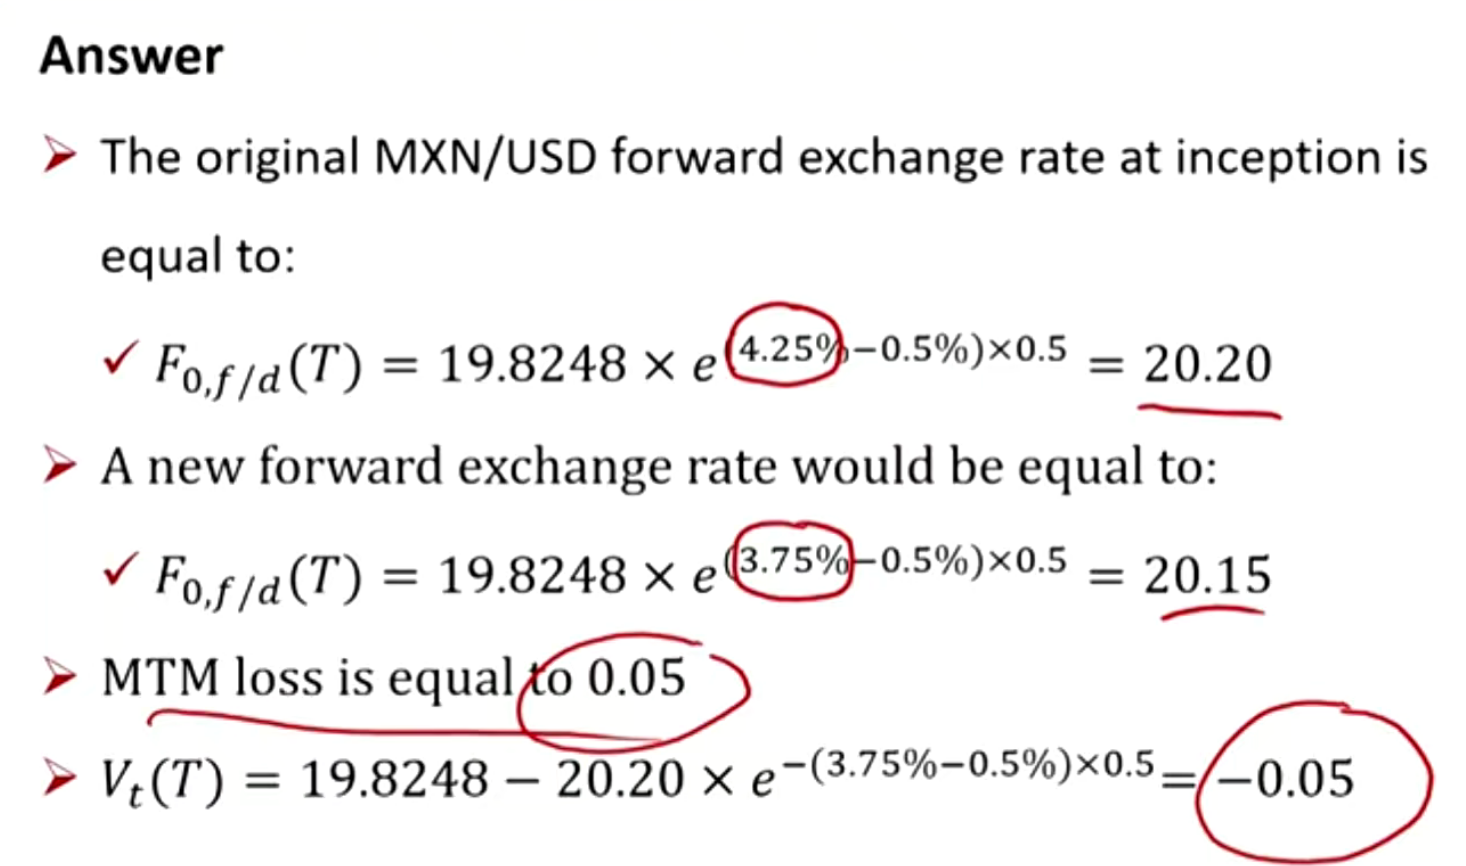 Answer
➢ The original MXN/USD forward exchange rate at inception is
equal to:
✓ F₀,f/d(T) = 19.8248 × e^(4.25%−0.5%)×0.5 = 20.20
➢ A new forward exchange rate would be equal to:
✓ F₀,f/d(T) = 19.8248 × e^(3.75%−0.5%)×0.5 = 20.15
➢ MTM loss is equal to 0.05
➢ Vₜ(T) = 19.8248 − 20.20 × e^−(3.75%−0.5%)×0.5 = −0.05